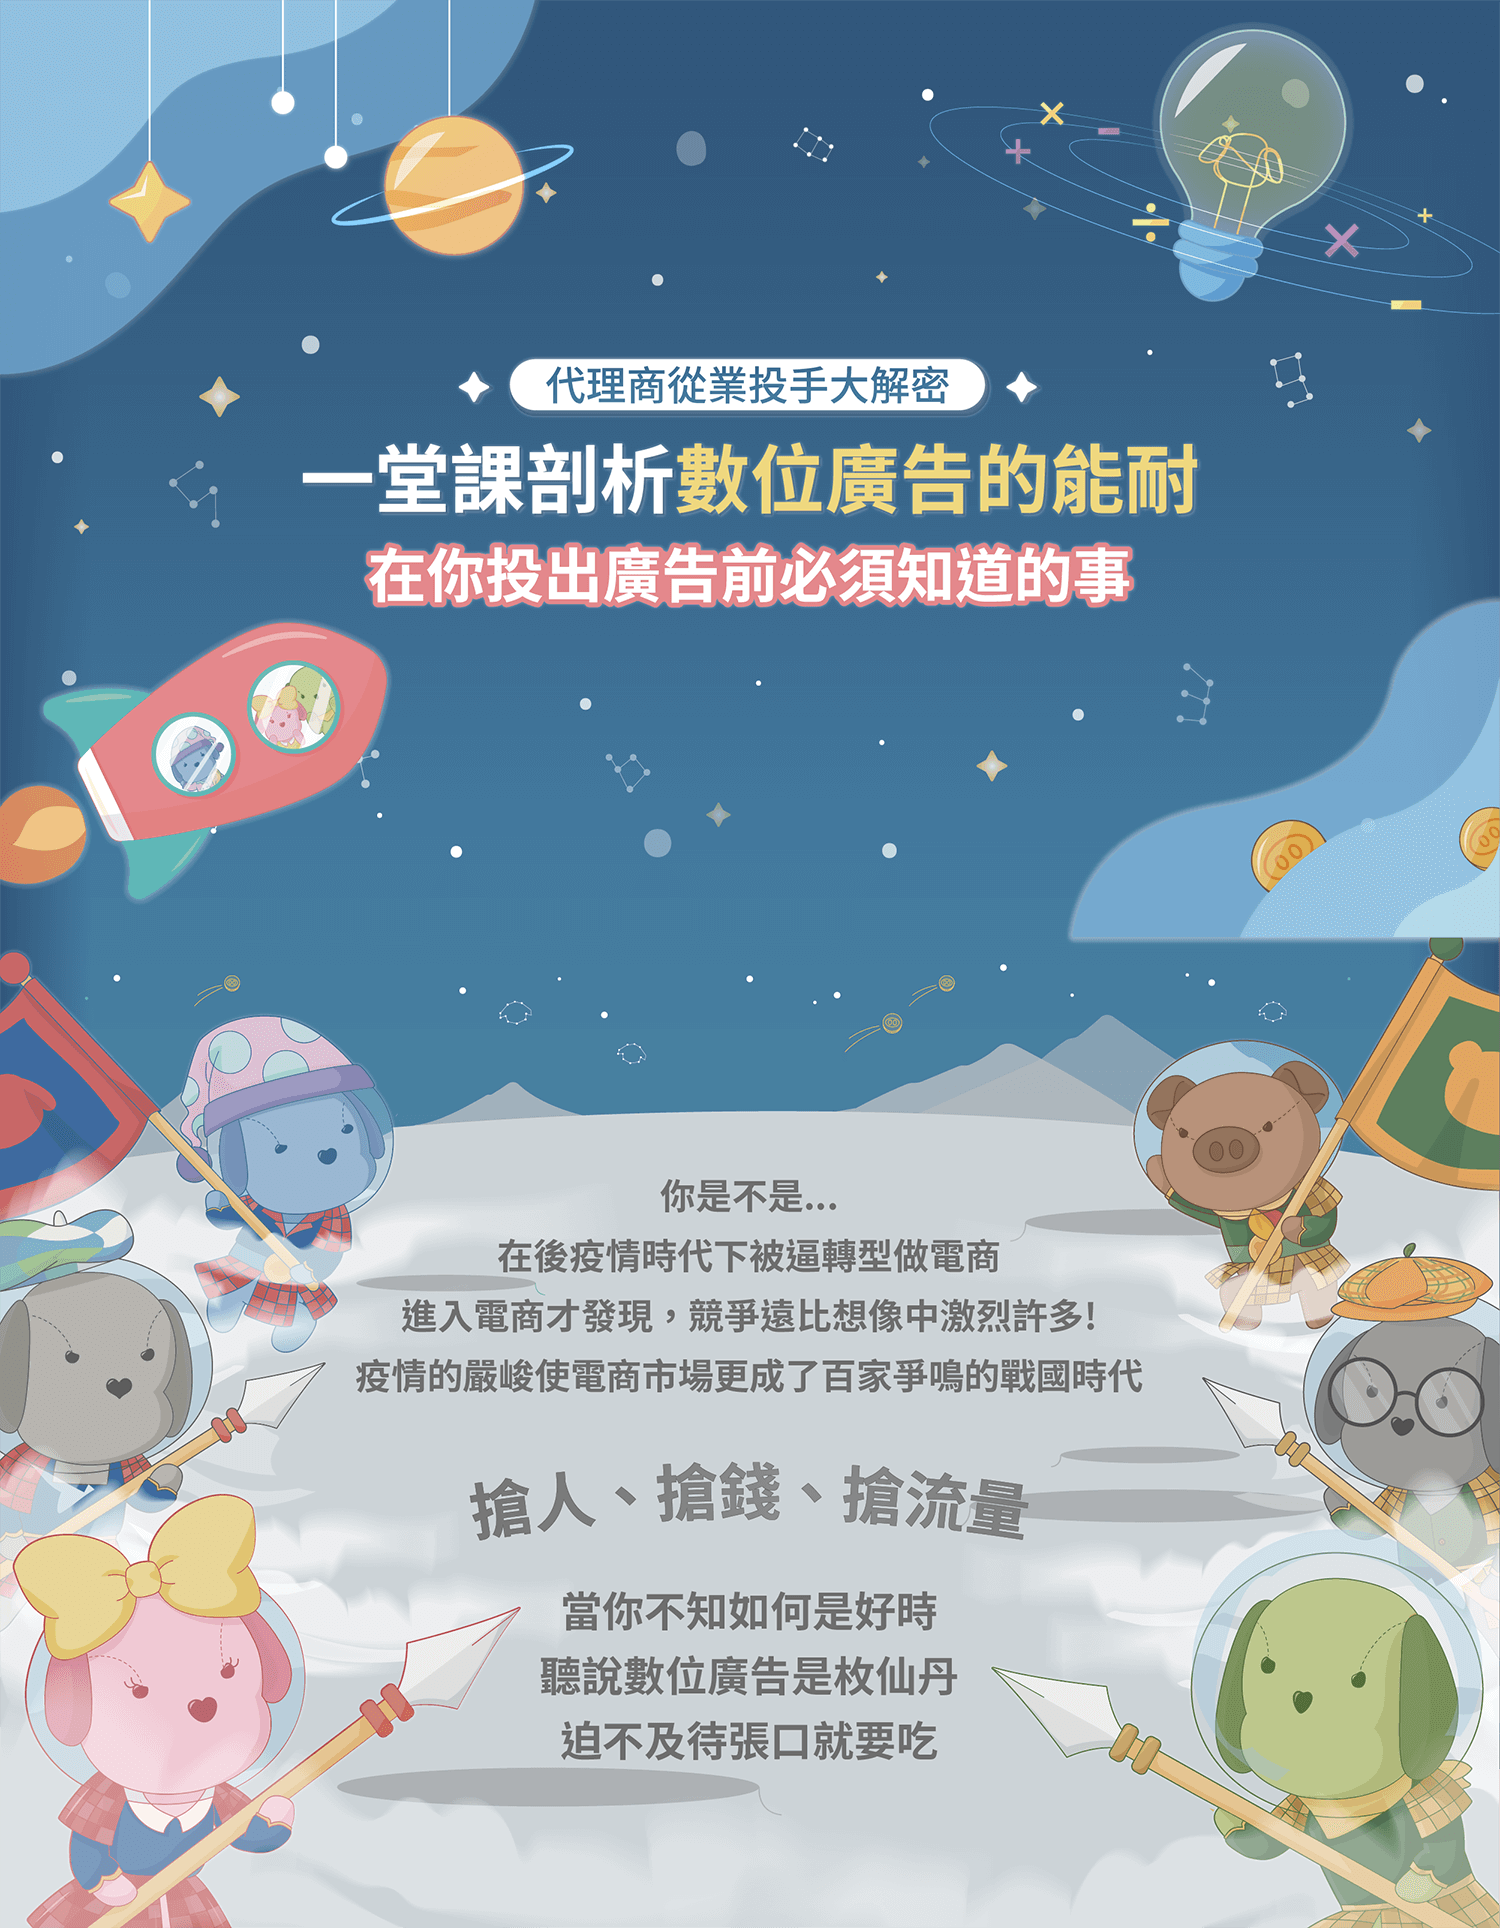 代理商從業投手大解密
一堂課剖析數位廣告的能耐
在你投出廣告前必須知道的事
你是不是...
在後疫情時代下被逼轉型做電商
進入電商才發現，競爭遠比想像中激烈許多!
疫情的嚴峻使電商市場更成了百家爭鳴的戰國時代
搶人、搶錢、搶流量
當你不知如何是好時
聽說數位廣告是枚仙丹
迫不及待張口就要吃